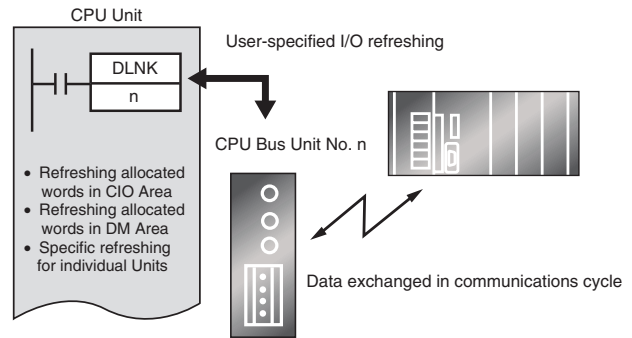 CPU Unit
User-specified I/O refreshing
DLNK
n
CPU Bus Unit No. n
• Refreshing allocated
words in CIO Area
• Refreshing allocated
words in DM Area
• Specific refreshing
for individual Units
Data exchanged in communications cycle